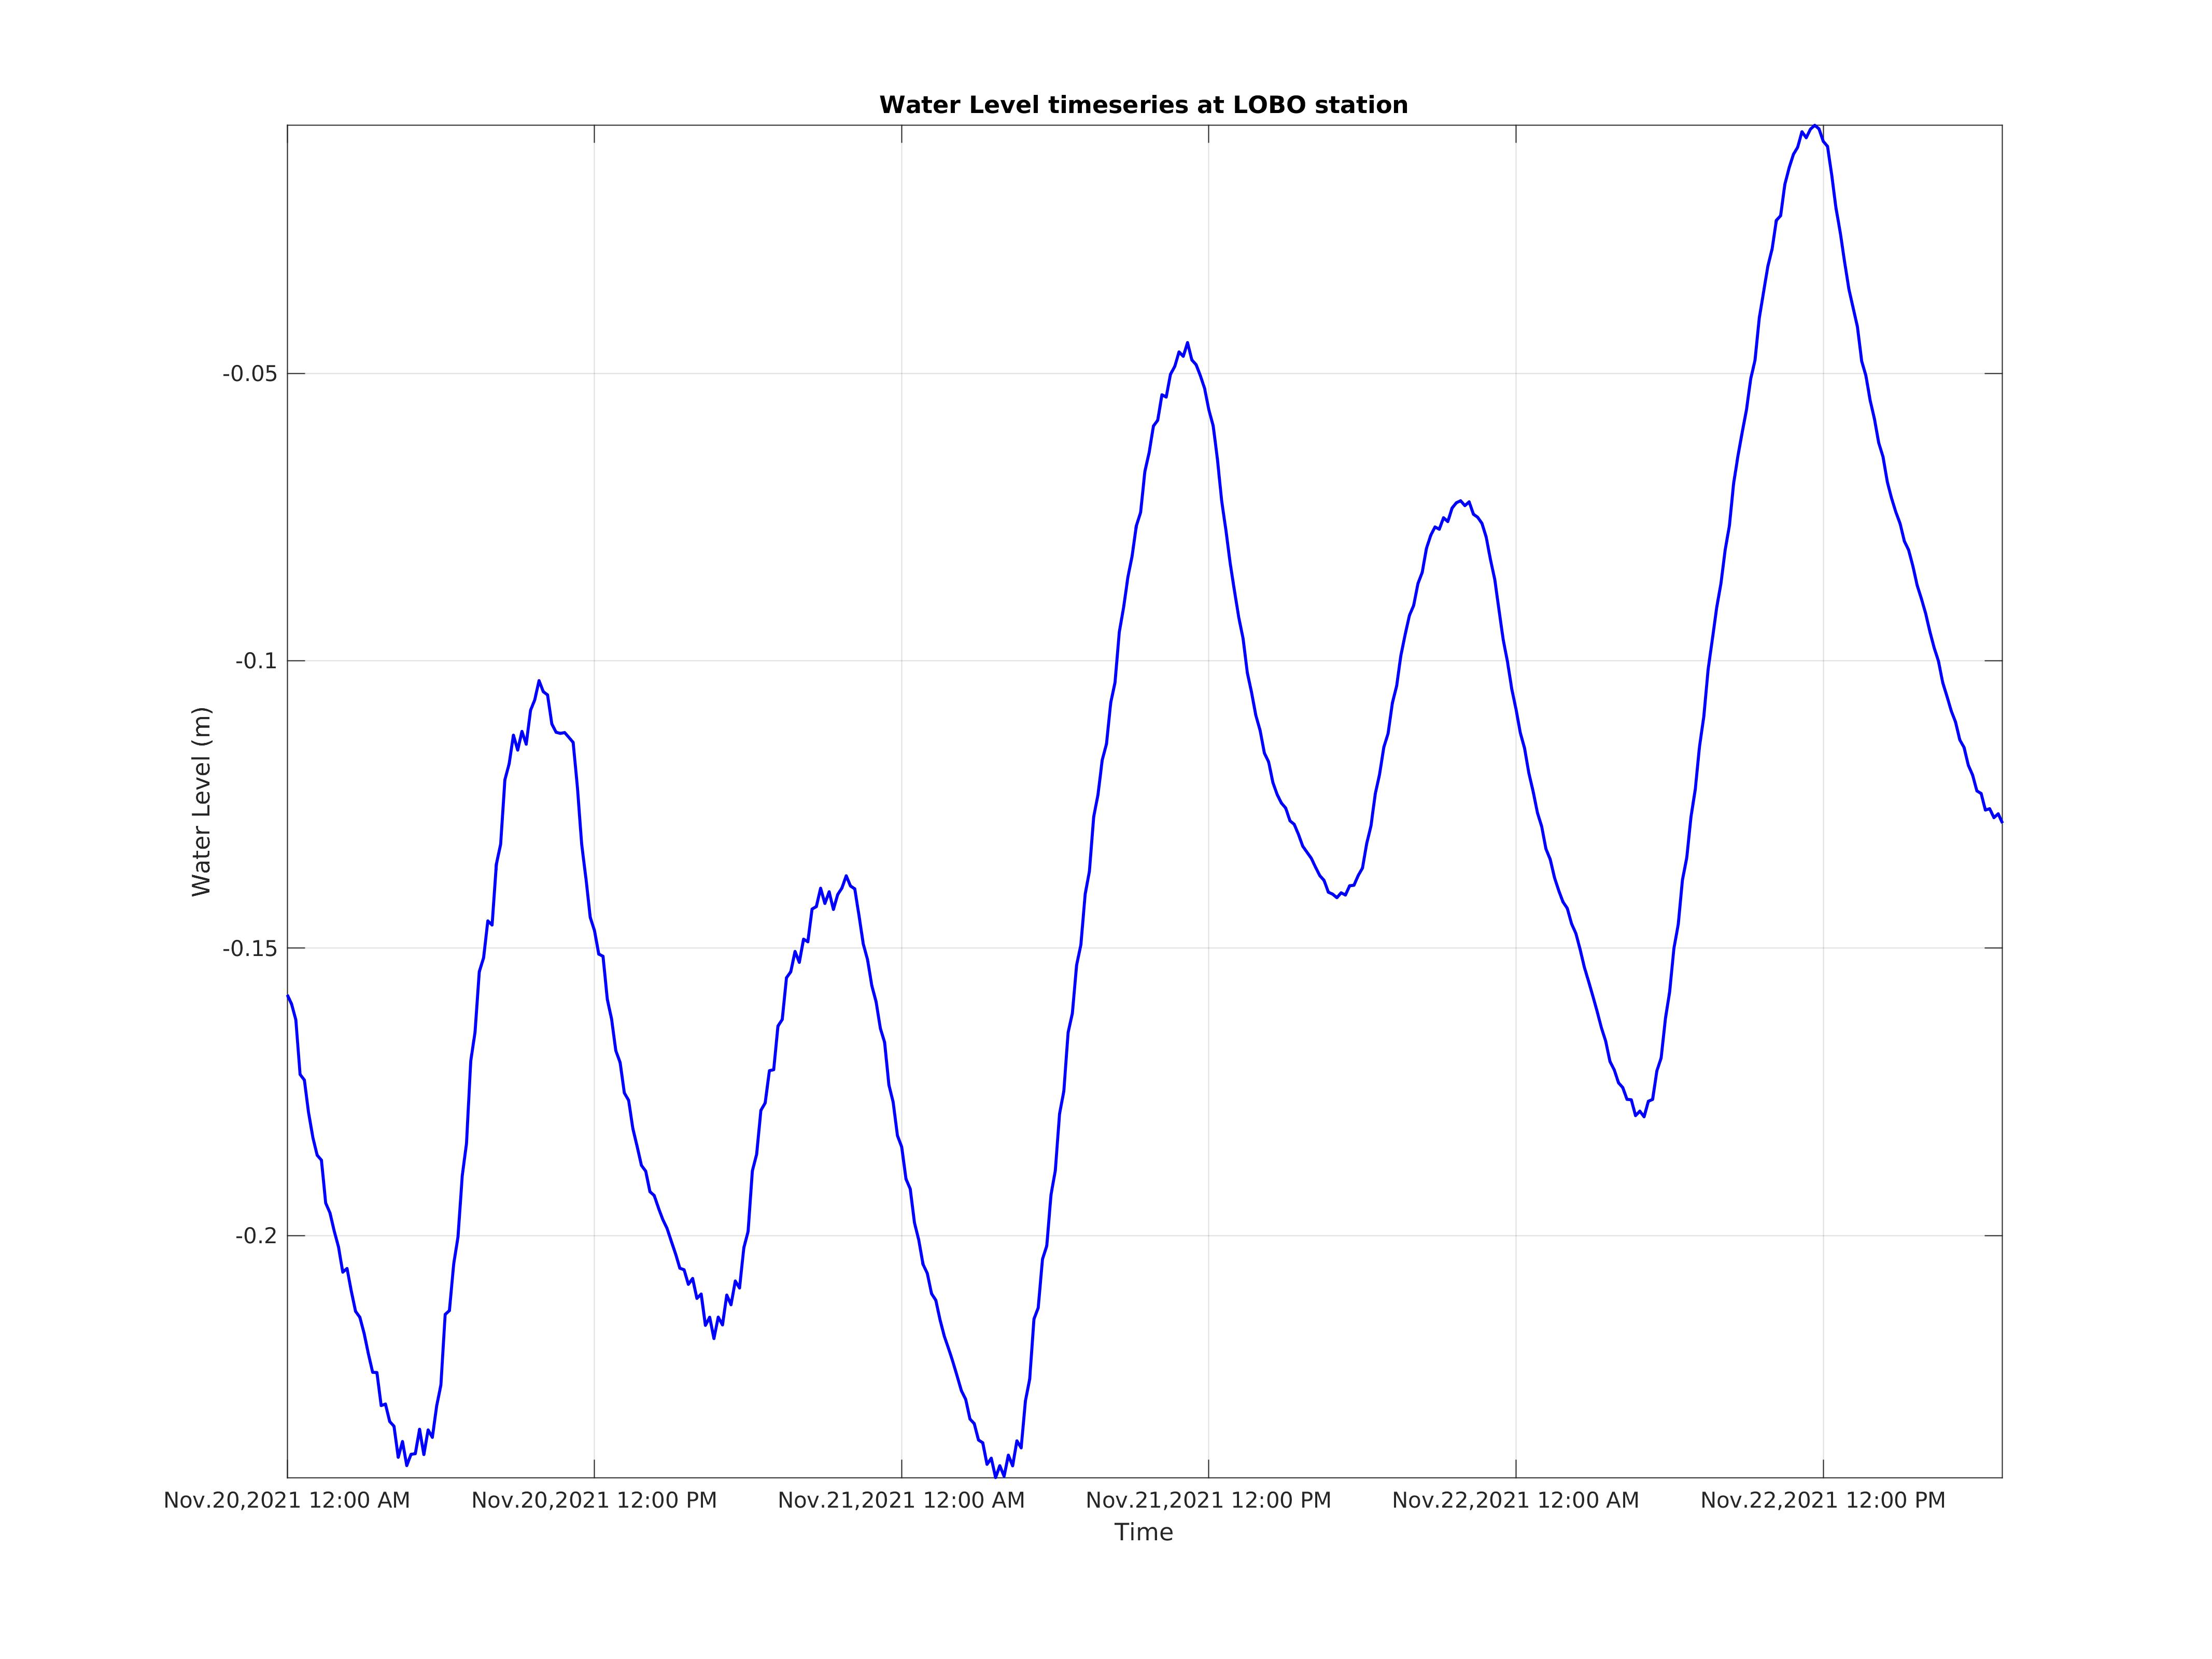 Water Level timeseries at LOBO station
-0.05
-0.1
-0.15
-0.2
Water Level (m)
Nov.20,2021 12:00 AM
Nov.20,2021 12:00 PM
Nov.21,2021 12:00 AM
Nov.21,2021 12:00 PM
Nov.22,2021 12:00 AM
Nov.22,2021 12:00 PM
Time